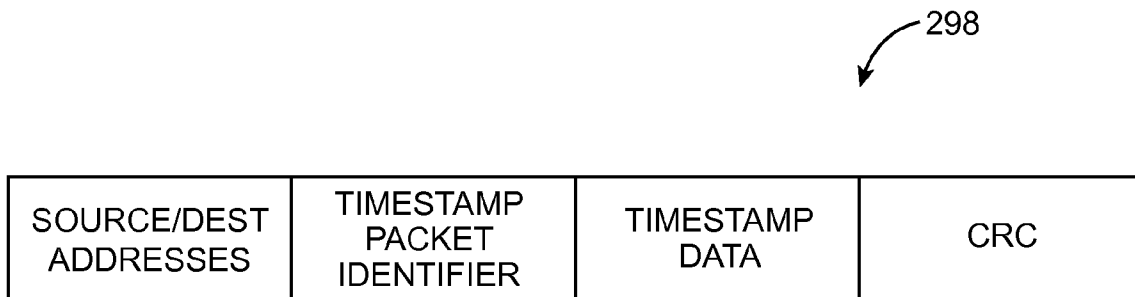 298
SOURCE/DEST
ADDRESSES
TIMESTAMP
PACKET
IDENTIFIER
TIMESTAMP
DATA
CRC